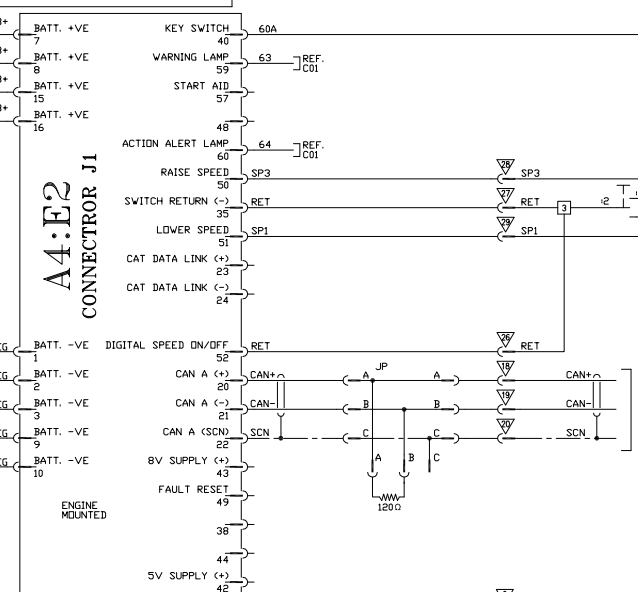 BATT. +VE KEY SWITCH 60A
7 40
BATT. +VE WARNING LAMP 63 REF.
8 59 C01
BATT. +VE START AID
15 57
BATT. +VE
16 48
ACTION ALERT LAMP 64 REF.
60 C01
RAISE SPEED SP3 28 SP3
50
SWITCH RETURN (-) RET 27 RET 3
35
LOWER SPEED SP1 29 SP1
51
CAT DATA LINK (+)
23
CAT DATA LINK (-)
24
A4:E2
CONNECTROR J1
BATT. -VE DIGITAL SPEED ON/OFF RET 26 RET
1 52
JP
BATT. -VE CAN A (+) CAN+ A A 18 CAN+
2 20
BATT. -VE CAN A (-) CAN- B B 19 CAN-
3 21
BATT. -VE CAN A (SCN) SCN C C 20 SCN
9 22
BATT. -VE 8V SUPPLY (+) A B C
10 43
FAULT RESET
49
120Ω
ENGINE
MOUNTED
38
44
5V SUPPLY (+)
42